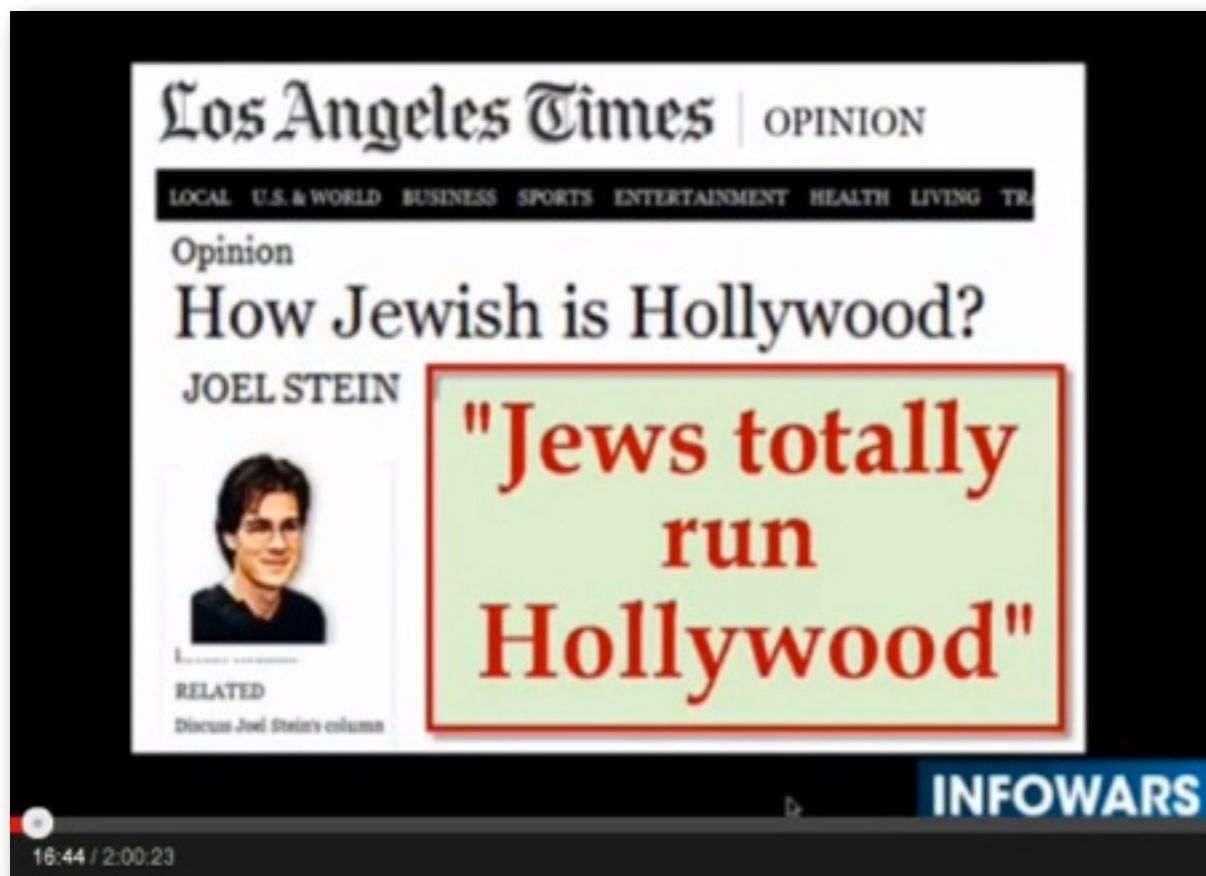 Los Angeles Times | OPINION
LOCAL U.S. & WORLD BUSINESS SPORTS ENTERTAINMENT HEALTH LIVING TRA
Opinion
How Jewish is Hollywood?
JOEL STEIN
"Jews totally
run
Hollywood"
RELATED
Discuss Joel Stein's column
INFOWARS
16:44 / 2:00:23